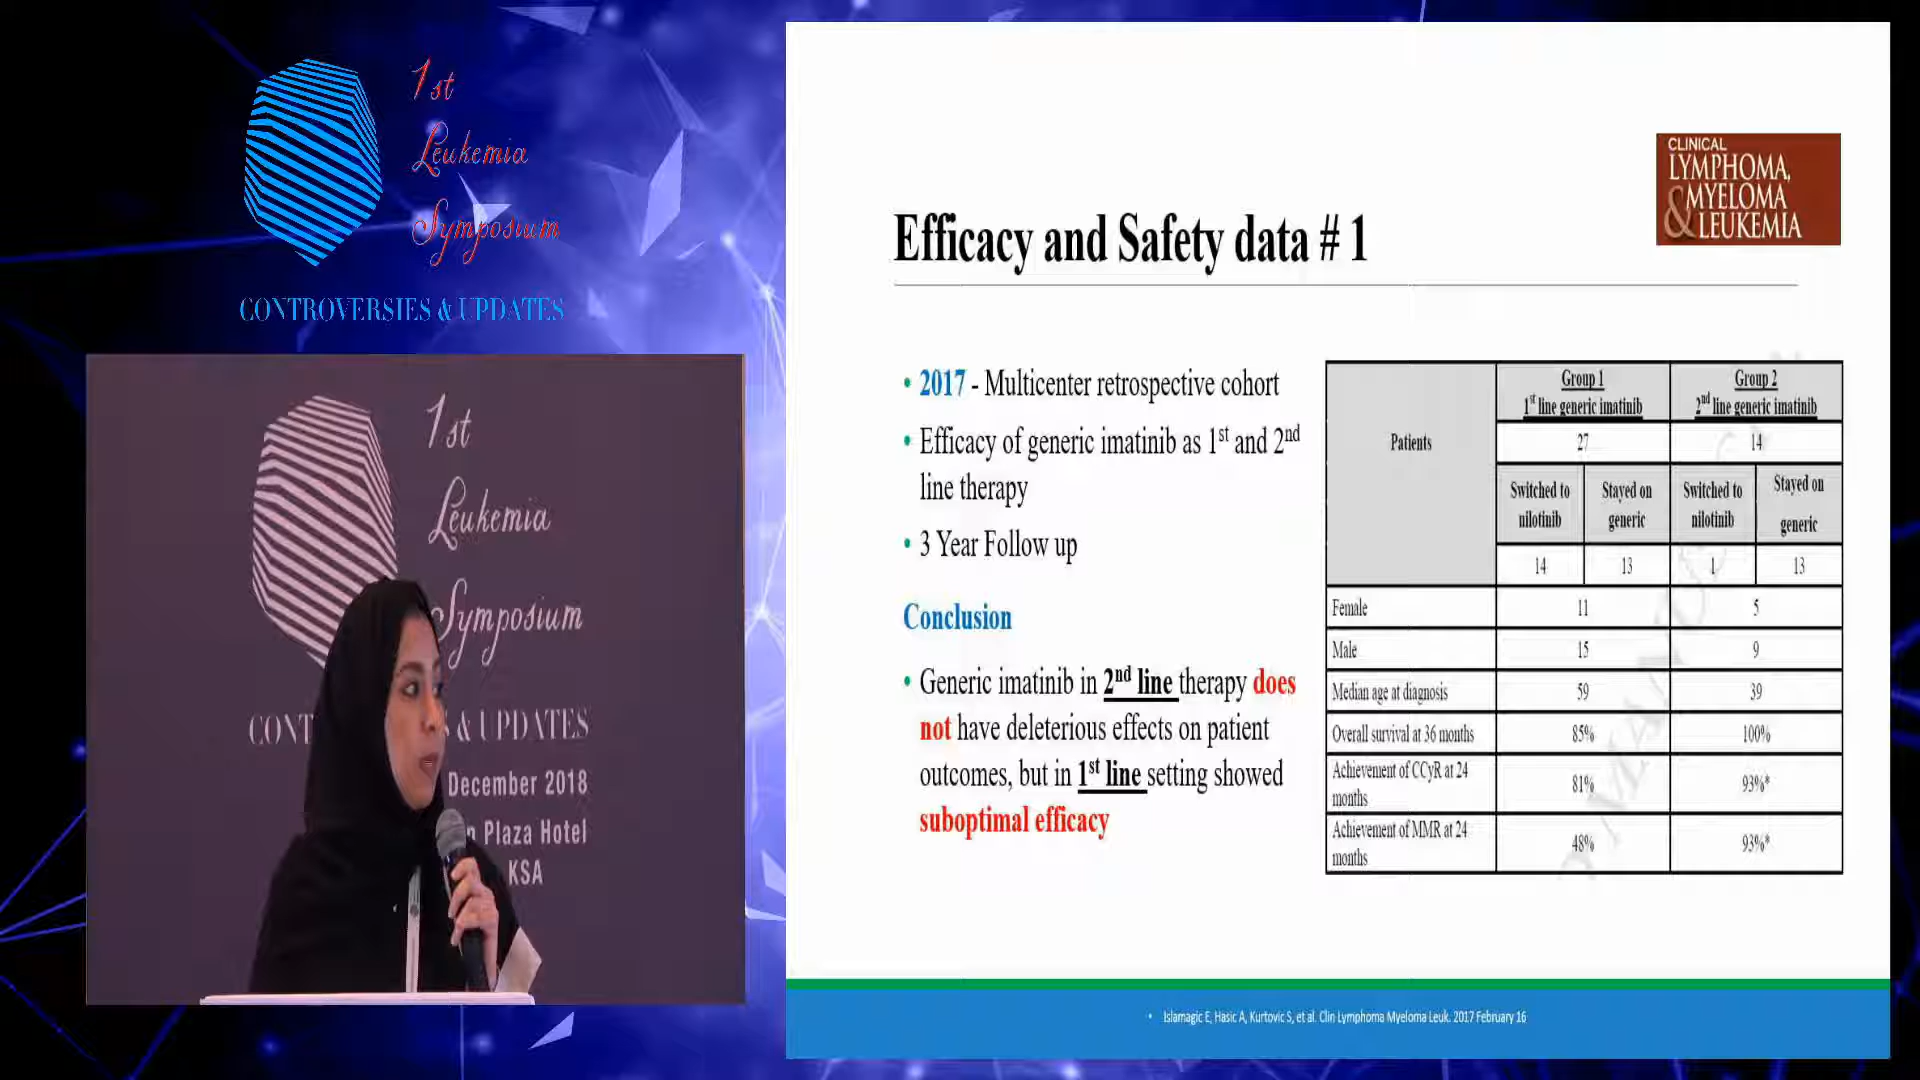 1st
Leukemia
Symposium
CONTROVERSIES & UPDATES
1st
Leukemia
Symposium
CONT & UPDATES
December 2018
Plaza Hotel
KSA
CLINICAL
LYMPHOMA,
MYELOMA
& LEUKEMIA
Efficacy and Safety data # 1
• 2017 - Multicenter retrospective cohort
• Efficacy of generic imatinib as 1st and 2nd
line therapy
• 3 Year Follow up
Conclusion
• Generic imatinib in 2nd line therapy does
not have deleterious effects on patient
outcomes, but in 1st line setting showed
suboptimal efficacy
Patients
Group 1
1st line generic imatinib
Group 2
2nd line generic imatinib
27 14
Switched to
nilotinib
Stayed on
generic
Switched to
nilotinib
Stayed on
generic
14 13 1 13
Female 11 5
Male 15 9
Median age at diagnosis 59 39
Overall survival at 36 months 85% 100%
Achievement of CCyR at 24
months 81% 93%*
Achievement of MMR at 24
months 48% 93%*
• Islamagic E, Hasic A, Kurtovic S, et al. Clin Lymphoma Myeloma Leuk. 2017 February 16